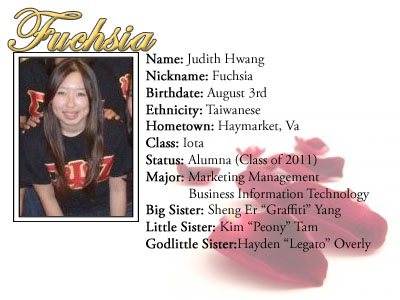 Fuchsia
Name: Judith Hwang
Nickname: Fuchsia
Birthdate: August 3rd
Ethnicity: Taiwanese
Hometown: Haymarket, Va
Class: Iota
Status: Alumna (Class of 2011)
Major: Marketing Management
Business Information Technology
Big Sister: Sheng Er “Graffiti” Yang
Little Sister: Kim “Peony” Tam
Godlittle Sister:Hayden “Legato” Overly